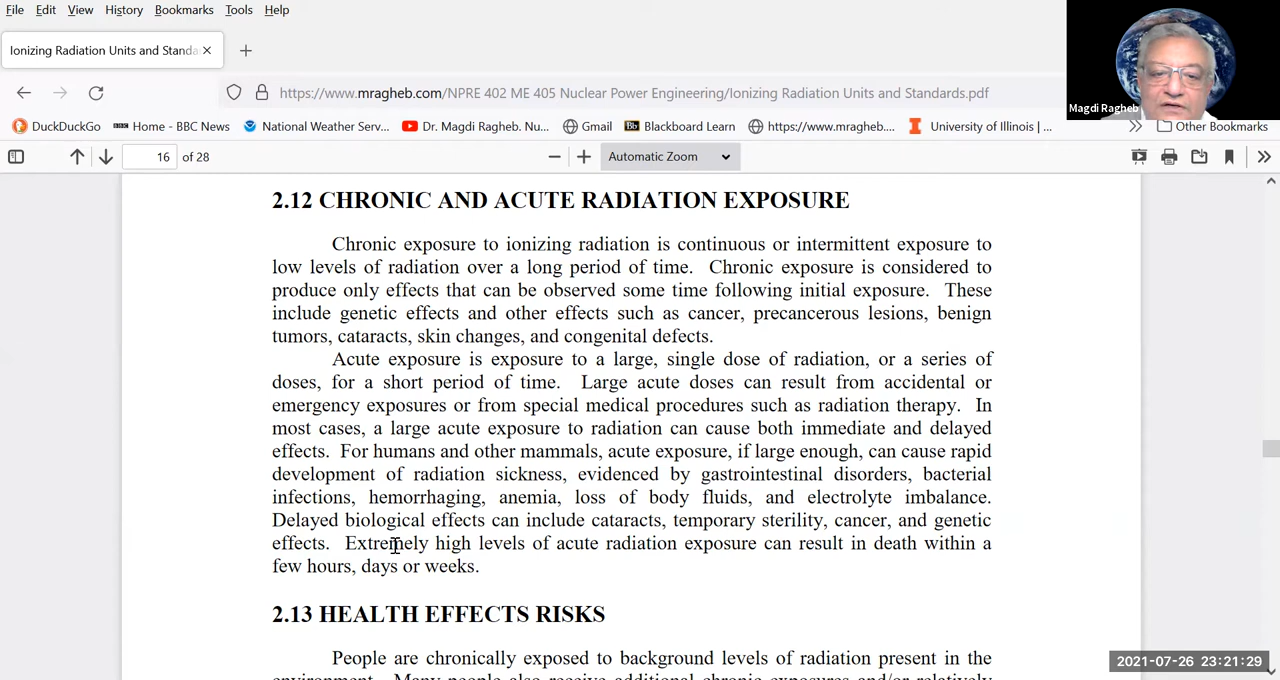 File Edit View History Bookmarks Tools Help
Ionizing Radiation Units and Standa
https://www.mragheb.com/NPRE 402 ME 405 Nuclear Power Engineering/Ionizing Radiation Units and Standards.pdf
Magdi Ragheb
DuckDuckGo BBC Home - BBC News National Weather Serv... Dr. Magdi Ragheb. Nu... Gmail Bb Blackboard Learn https://www.mragheb.... University of Illinois |... Other Bookmarks
16 of 28 Automatic Zoom
2.12 CHRONIC AND ACUTE RADIATION EXPOSURE
Chronic exposure to ionizing radiation is continuous or intermittent exposure to
low levels of radiation over a long period of time. Chronic exposure is considered to
produce only effects that can be observed some time following initial exposure. These
include genetic effects and other effects such as cancer, precancerous lesions, benign
tumors, cataracts, skin changes, and congenital defects.
Acute exposure is exposure to a large, single dose of radiation, or a series of
doses, for a short period of time. Large acute doses can result from accidental or
emergency exposures or from special medical procedures such as radiation therapy. In
most cases, a large acute exposure to radiation can cause both immediate and delayed
effects. For humans and other mammals, acute exposure, if large enough, can cause rapid
development of radiation sickness, evidenced by gastrointestinal disorders, bacterial
infections, hemorrhaging, anemia, loss of body fluids, and electrolyte imbalance.
Delayed biological effects can include cataracts, temporary sterility, cancer, and genetic
effects. Extremely high levels of acute radiation exposure can result in death within a
few hours, days or weeks.
2.13 HEALTH EFFECTS RISKS
People are chronically exposed to background levels of radiation present in the
environment. Many people also receive additional chronic exposures and/or relatively
2021-07-26 23:21:29